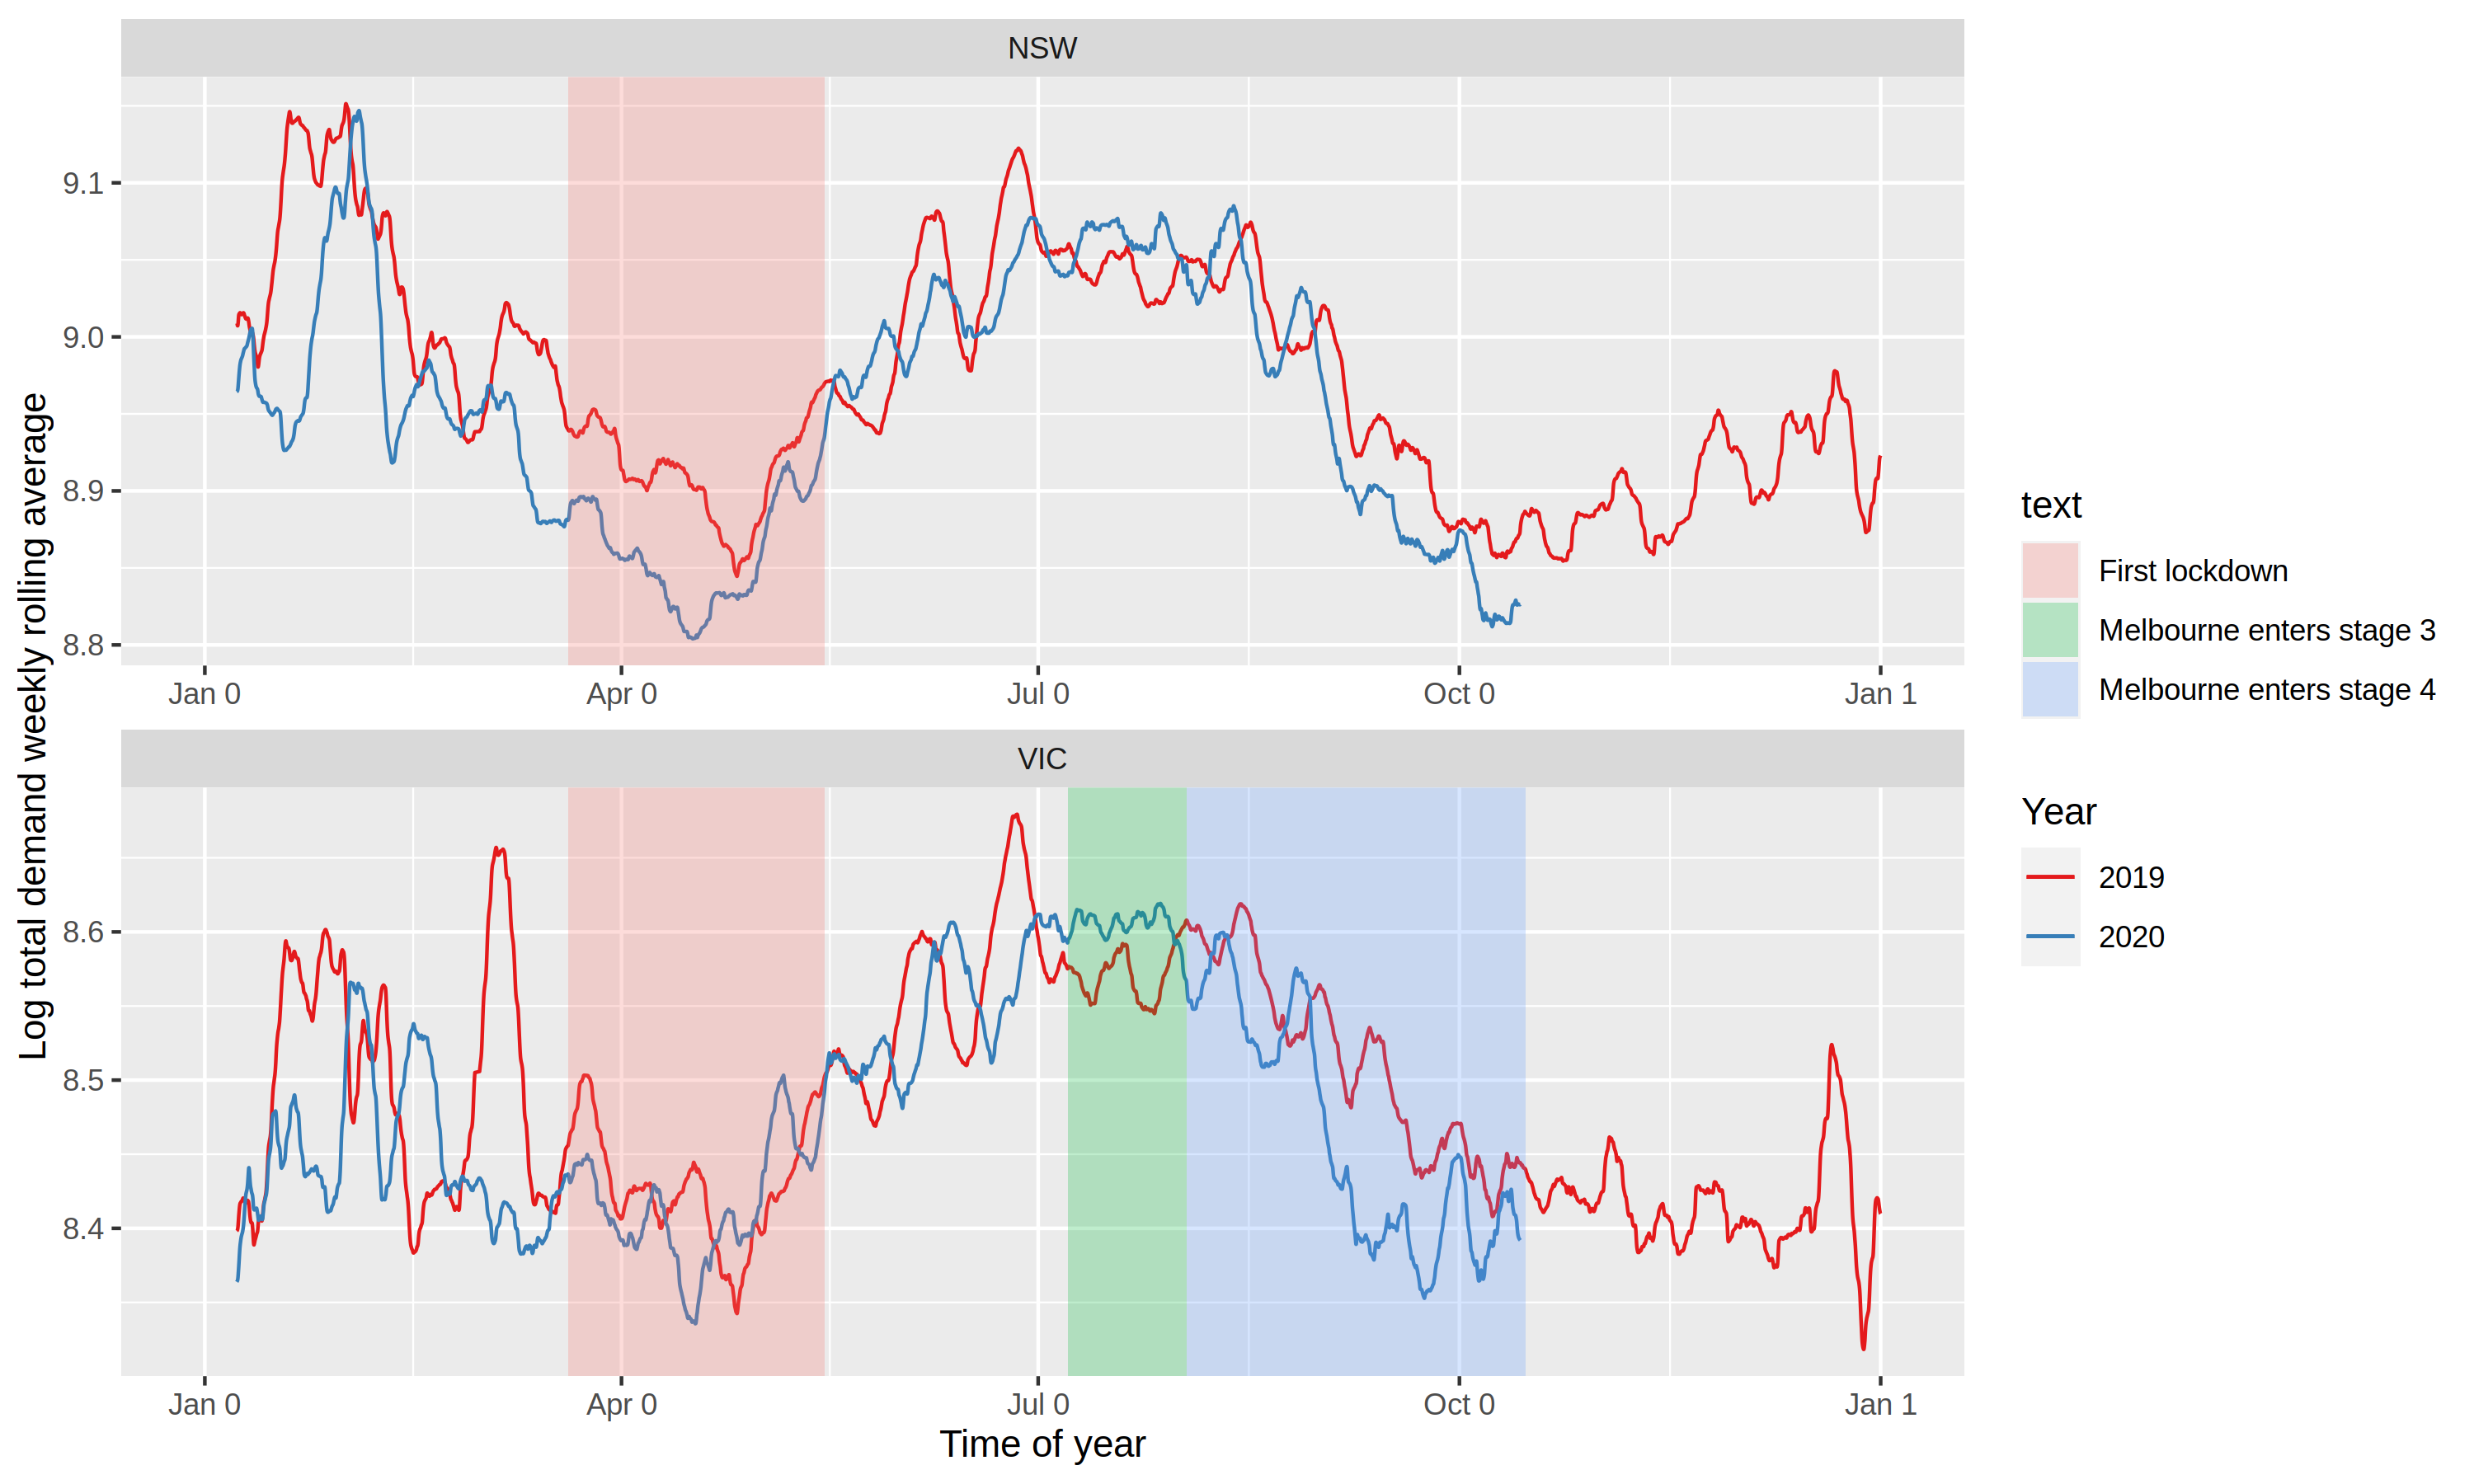 NSW
9.1
9.0
8.9
8.8
Jan 0
Apr 0
Jul 0
Oct 0
Jan 1
VIC
8.6
8.5
8.4
Jan 0
Apr 0
Jul 0
Oct 0
Jan 1
Time of year
Log total demand weekly rolling average
text
First lockdown
Melbourne enters stage 3
Melbourne enters stage 4
Year
2019
2020